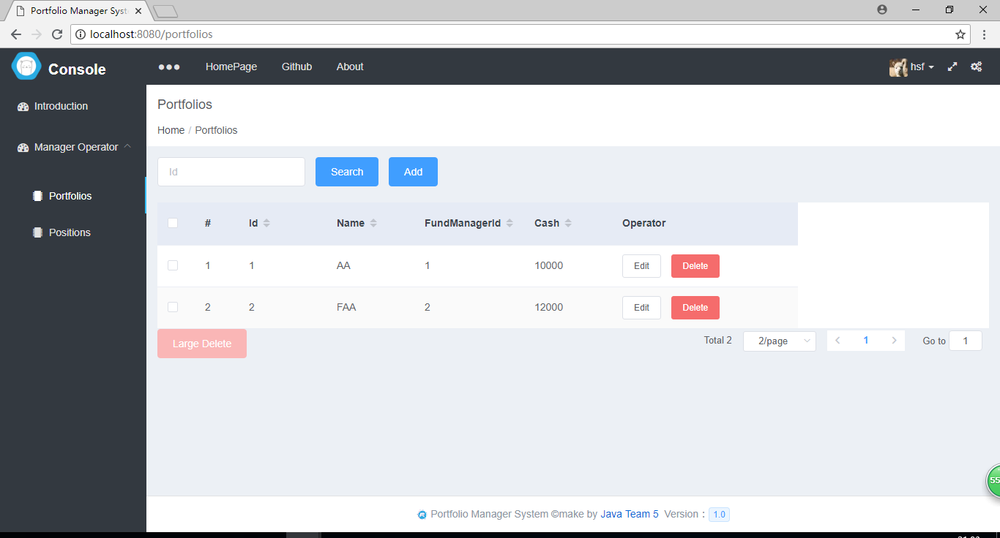 Portfolio Manager Syst
localhost:8080/portfolios
Console
HomePage Github About
hsf
Introduction
Manager Operator
Portfolios
Positions
Portfolios
Home / Portfolios
Id Search Add
# Id Name FundManagerId Cash Operator
1 1 AA 1 10000 Edit Delete
2 2 FAA 2 12000 Edit Delete
Large Delete Total 2 2/page 1 Go to 1
Portfolio Manager System ©make by Java Team 5 Version : 1.0
55